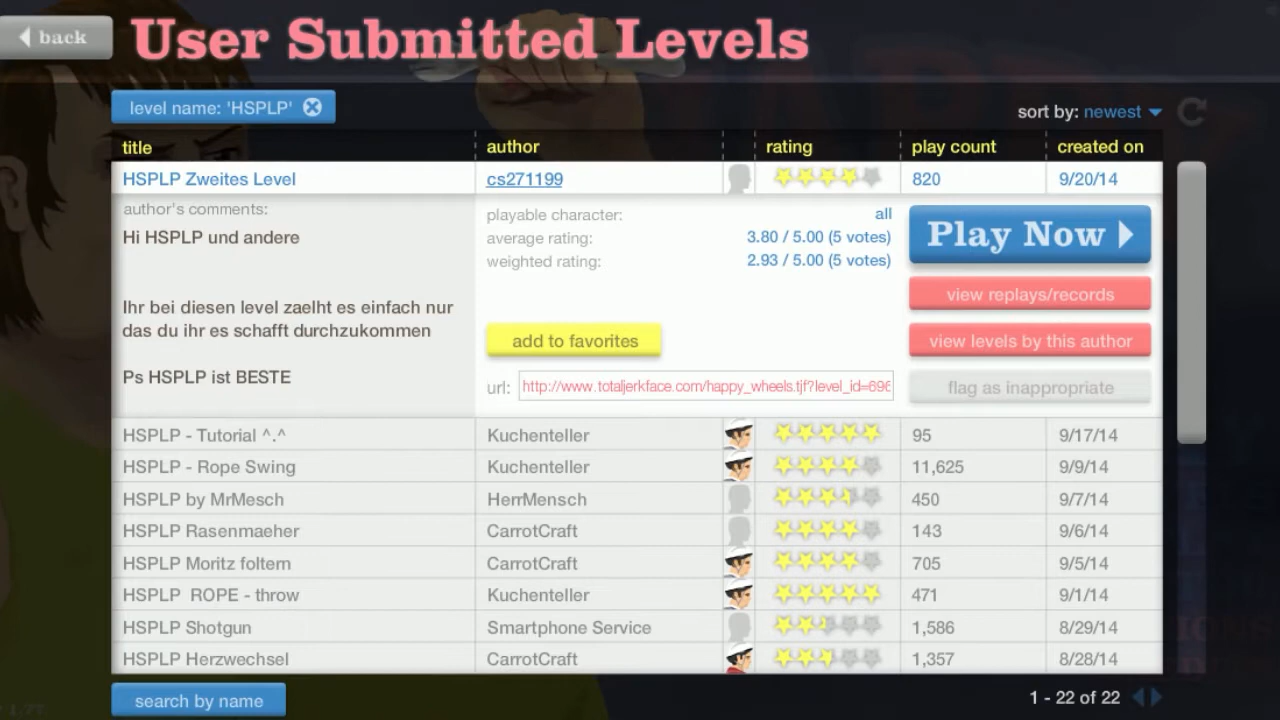 back
User Submitted Levels
level name: 'HSPLP'
sort by: newest
title author rating play count created on
HSPLP Zweites Level cs271199 820 9/20/14
author's comments:
Hi HSPLP und andere
Ihr bei diesen level zaelht es einfach nur
das du ihr es schafft durchzukommen
Ps HSPLP ist BESTE
playable character: all
average rating: 3.80 / 5.00 (5 votes)
weighted rating: 2.93 / 5.00 (5 votes)
add to favorites
url: http://www.totaljerkface.com/happy_wheels.tjf?level_id=696
Play Now
view replays/records
view levels by this author
flag as inappropriate
HSPLP - Tutorial ^.^ Kuchenteller 95 9/17/14
HSPLP - Rope Swing Kuchenteller 11,625 9/9/14
HSPLP by MrMesch HerrMensch 450 9/7/14
HSPLP Rasenmaeher CarrotCraft 143 9/6/14
HSPLP Moritz foltern CarrotCraft 705 9/5/14
HSPLP ROPE - throw Kuchenteller 471 9/1/14
HSPLP Shotgun Smartphone Service 1,586 8/29/14
HSPLP Herzwechsel CarrotCraft 1,357 8/28/14
search by name
1 - 22 of 22